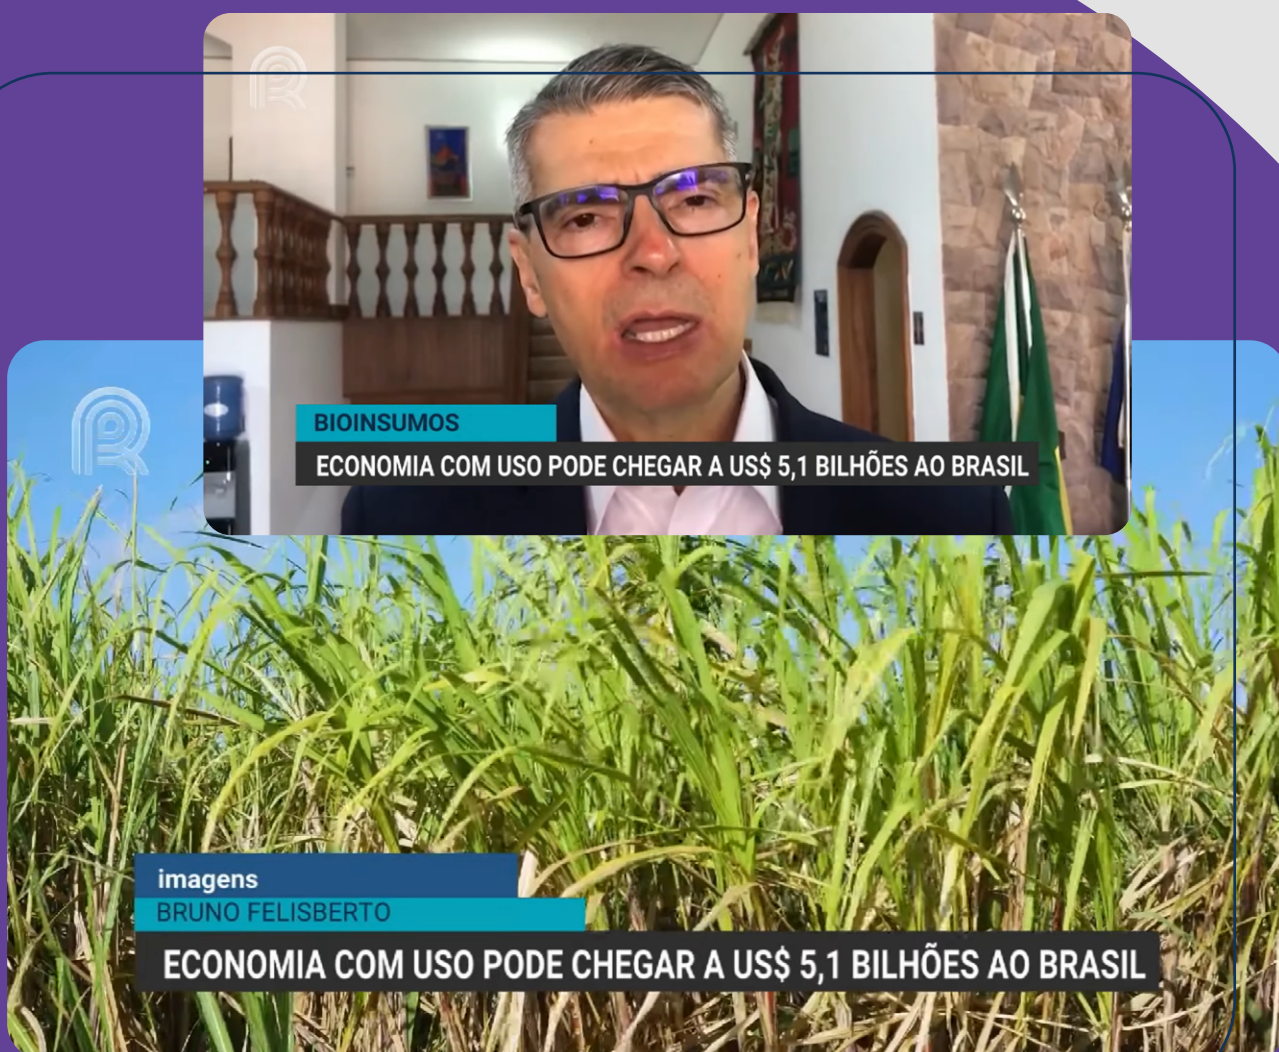 BIOINSUMOS
ECONOMIA COM USO PODE CHEGAR A US$ 5,1 BILHÕES AO BRASIL
imagens
BRUNO FELISBERTO
ECONOMIA COM USO PODE CHEGAR A US$ 5,1 BILHÕES AO BRASIL